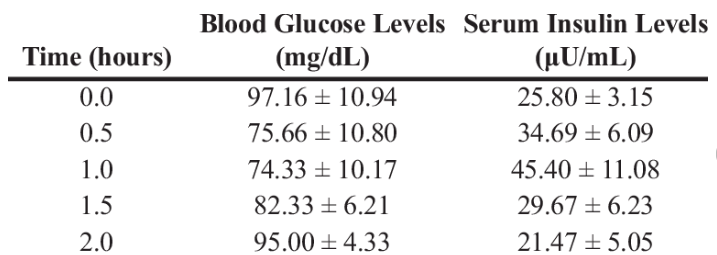 Blood Glucose Levels Serum Insulin Levels
Time (hours) (mg/dL) (μU/mL)
0.0 97.16 ± 10.94 25.80 ± 3.15
0.5 75.66 ± 10.80 34.69 ± 6.09
1.0 74.33 ± 10.17 45.40 ± 11.08
1.5 82.33 ± 6.21 29.67 ± 6.23
2.0 95.00 ± 4.33 21.47 ± 5.05